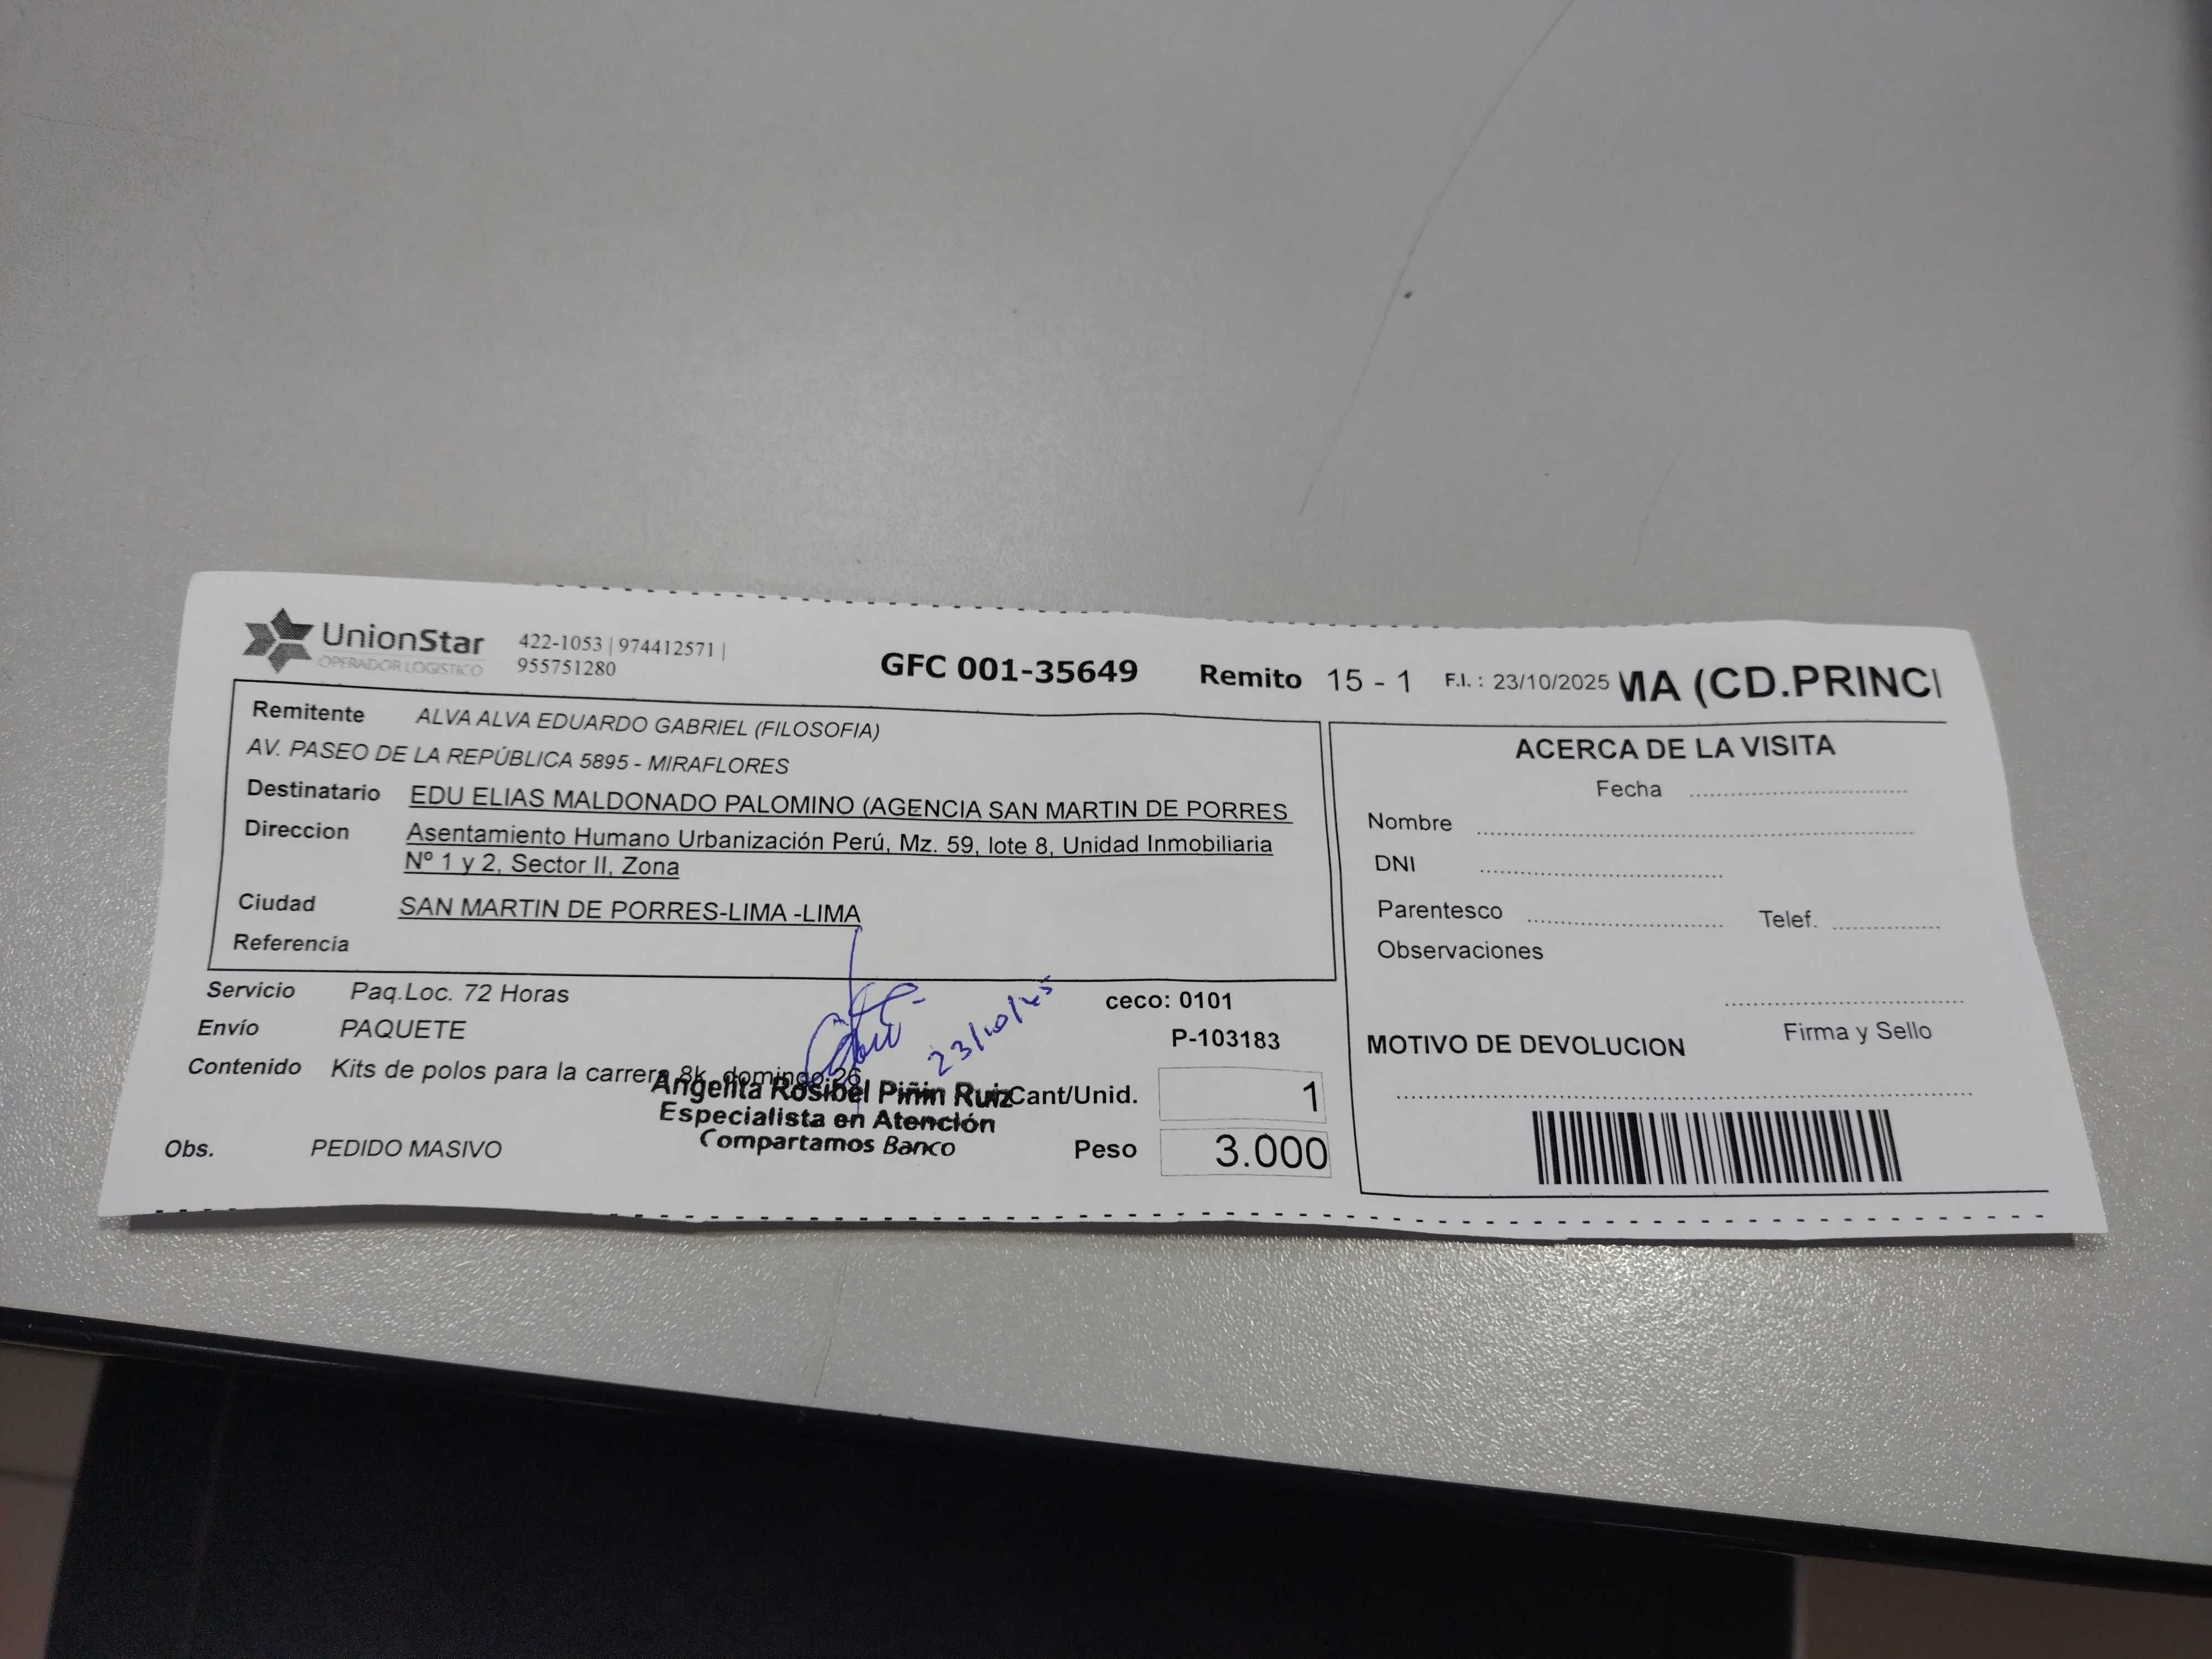 UnionStar
OPERADOR LOGISTICO
422-1053 | 974412571 |
955751280
GFC 001-35649
Remito 15 - 1
F.I. : 23/10/2025
MA (CD.PRINCI
Remitente ALVA ALVA EDUARDO GABRIEL (FILOSOFIA)
AV. PASEO DE LA REPÚBLICA 5895 - MIRAFLORES
Destinatario EDU ELIAS MALDONADO PALOMINO (AGENCIA SAN MARTIN DE PORRES
Direccion Asentamiento Humano Urbanización Perú, Mz. 59, lote 8, Unidad Inmobiliaria
Nº 1 y 2, Sector II, Zona
Ciudad SAN MARTIN DE PORRES-LIMA -LIMA
Referencia
Servicio Paq.Loc. 72 Horas
ceco: 0101
Envío PAQUETE
P-103183
Contenido Kits de polos para la carrera 8k, domingo 26
23/10/25
Angelita Rosibel Piñin Ruiz
Especialista en Atención
Compartamos Banco
Cant/Unid. 1
Obs. PEDIDO MASIVO
Peso 3.000
ACERCA DE LA VISITA
Fecha
Nombre
DNI
Parentesco Telef.
Observaciones
Firma y Sello
MOTIVO DE DEVOLUCION